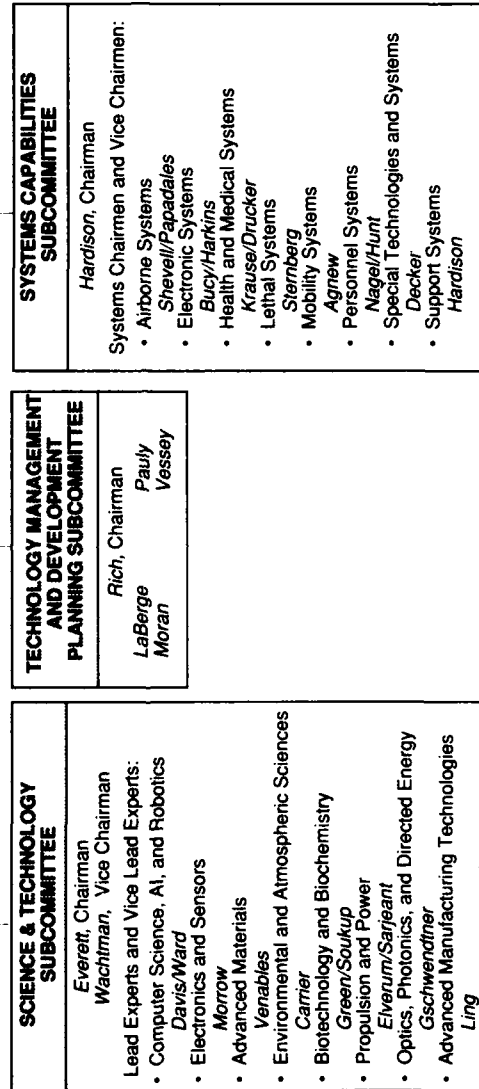 SCIENCE & TECHNOLOGY
SUBCOMMITTEE
Everett, Chairman
Wachtman, Vice Chairman
Lead Experts and Vice Lead Experts:
• Computer Science, AI, and Robotics
Davis/Ward
• Electronics and Sensors
Morrow
• Advanced Materials
Venables
• Environmental and Atmospheric Sciences
Carrier
• Biotechnology and Biochemistry
Green/Soukup
• Propulsion and Power
Elverum/Sarjeant
• Optics, Photonics, and Directed Energy
Gschwendtner
• Advanced Manufacturing Technologies
Ling
TECHNOLOGY MANAGEMENT
AND DEVELOPMENT
PLANNING SUBCOMMITTEE
Rich, Chairman
LaBerge Pauly
Moran Vessey
SYSTEMS CAPABILITIES
SUBCOMMITTEE
Hardison, Chairman
Systems Chairmen and Vice Chairmen:
• Airborne Systems
Shevell/Papadales
• Electronic Systems
Bucy/Harkins
• Health and Medical Systems
Krause/Drucker
• Lethal Systems
Sternberg
• Mobility Systems
Agnew
• Personnel Systems
Nagel/Hunt
• Special Technologies and Systems
Decker
• Support Systems
Hardison